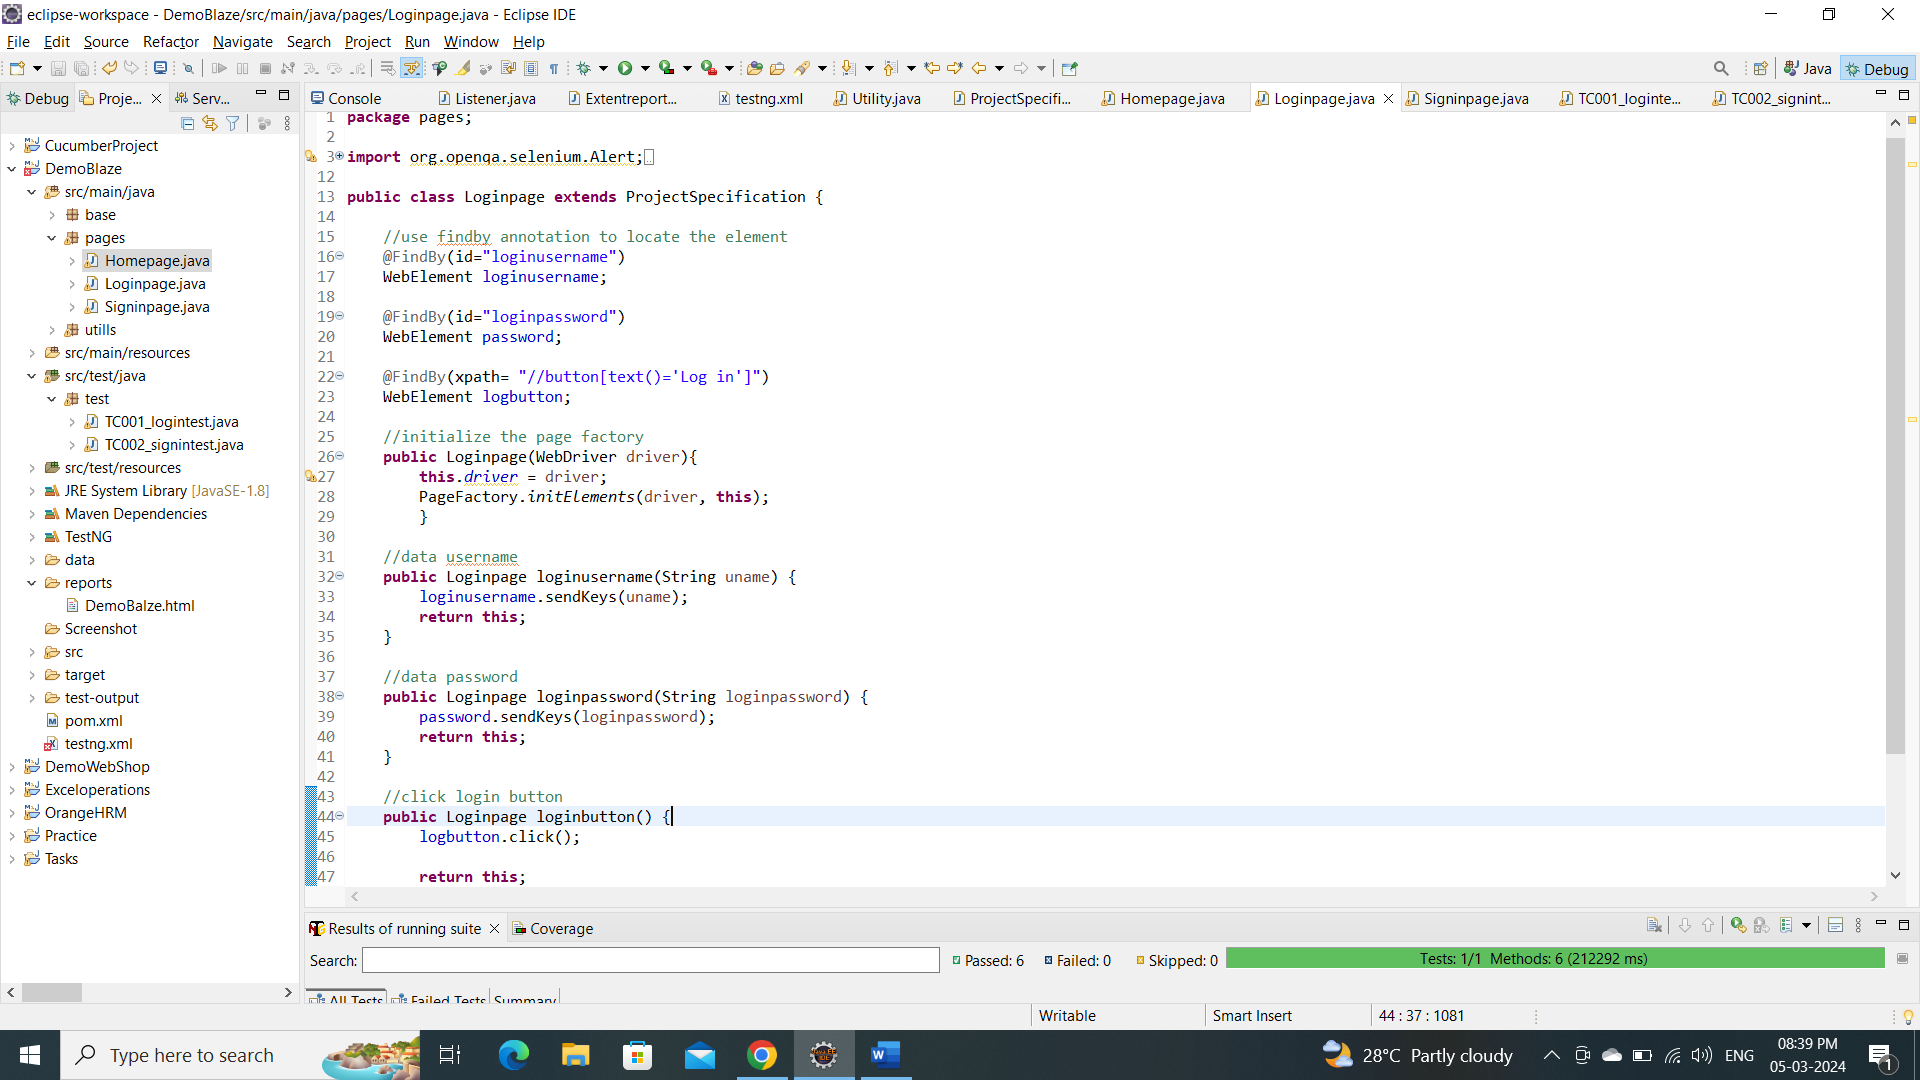 eclipse-workspace - DemoBlaze/src/main/java/pages/Loginpage.java - Eclipse IDE
File Edit Source Refactor Navigate Search Project Run Window Help
Java Debug
Debug Proje... Serv...
Console Listener.java Extentreport... testng.xml Utility.java ProjectSpecifi... Homepage.java Loginpage.java Signinpage.java TC001_loginte... TC002_signint...
CucumberProject
DemoBlaze
src/main/java
base
pages
Homepage.java
Loginpage.java
Signinpage.java
utills
src/main/resources
src/test/java
test
TC001_logintest.java
TC002_signintest.java
src/test/resources
JRE System Library [JavaSE-1.8]
Maven Dependencies
TestNG
data
reports
DemoBalze.html
Screenshot
src
target
test-output
pom.xml
testng.xml
DemoWebShop
Exceloperations
OrangeHRM
Practice
Tasks
1 package pages;
2
3 import org.openqa.selenium.Alert;
12
13 public class Loginpage extends ProjectSpecification {
14
15 //use findby annotation to locate the element
16 @FindBy(id="loginusername")
17 WebElement loginusername;
18
19 @FindBy(id="loginpassword")
20 WebElement password;
21
22 @FindBy(xpath= "//button[text()='Log in']")
23 WebElement logbutton;
24
25 //initialize the page factory
26 public Loginpage(WebDriver driver){
27 this.driver = driver;
28 PageFactory.initElements(driver, this);
29 }
30
31 //data username
32 public Loginpage loginusername(String uname) {
33 loginusername.sendKeys(uname);
34 return this;
35 }
36
37 //data password
38 public Loginpage loginpassword(String loginpassword) {
39 password.sendKeys(loginpassword);
40 return this;
41 }
42
43 //click login button
44 public Loginpage loginbutton() {
45 logbutton.click();
46
47 return this;
Results of running suite Coverage
Search: Passed: 6 Failed: 0 Skipped: 0 Tests: 1/1 Methods: 6 (212292 ms)
All Tests Failed Tests Summary
Writable Smart Insert 44 : 37 : 1081
Type here to search
28°C Partly cloudy
ENG
08:39 PM
05-03-2024
1